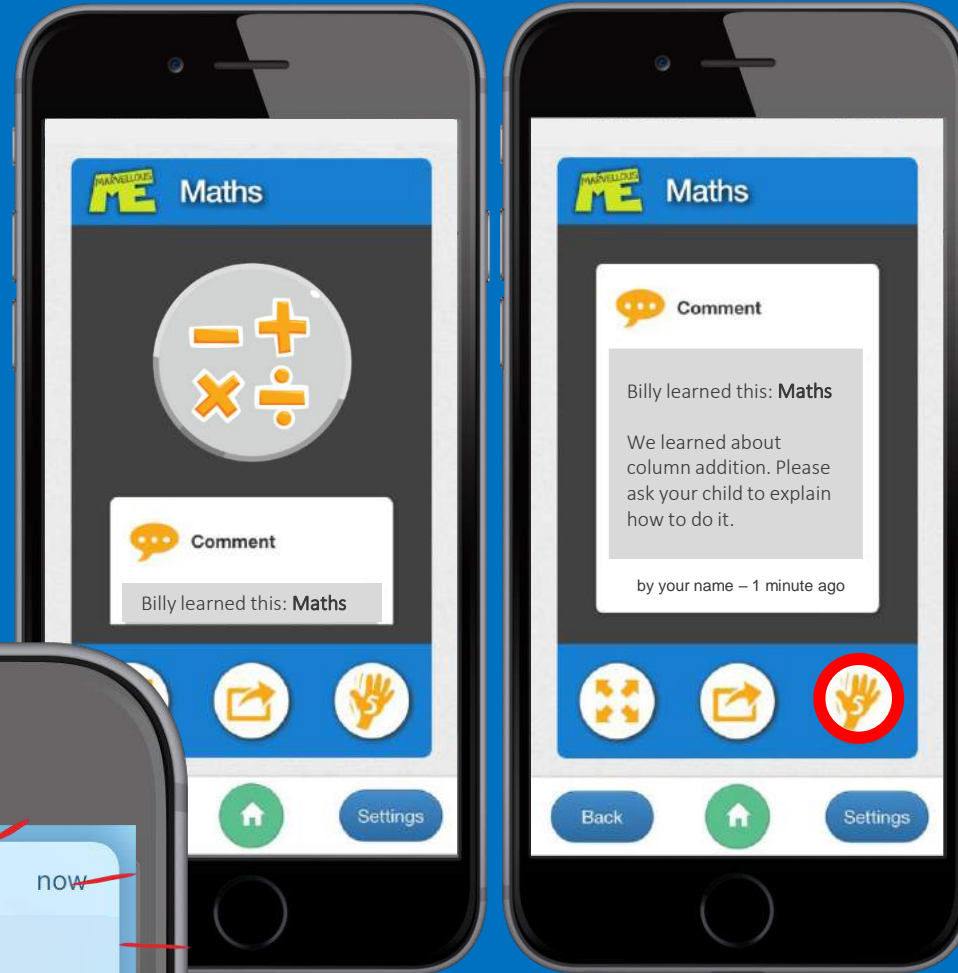 MARVELLOUS
ME
Maths
Comment
Billy learned this: Maths
5
Settings
now
MARVELLOUS
ME
Maths
Comment
Billy learned this: Maths
We learned about
column addition. Please
ask your child to explain
how to do it.
by your name – 1 minute ago
5
Back
Settings